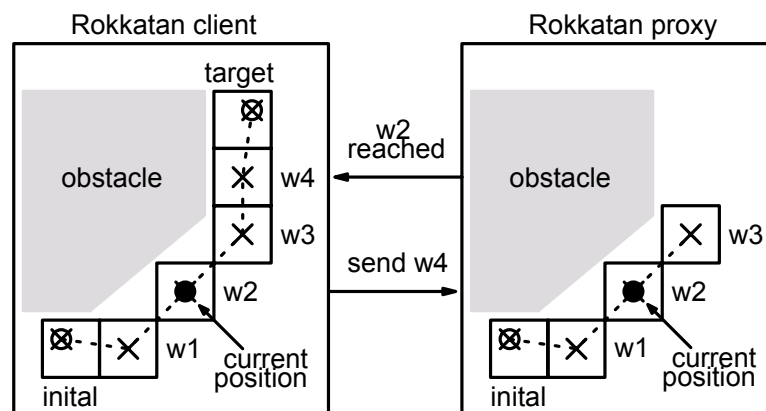 Rokkatan client
target
obstacle
w4
w3
w2
w1
current
position
inital
w2
reached
send w4
Rokkatan proxy
obstacle
w3
w2
w1
current
position
inital